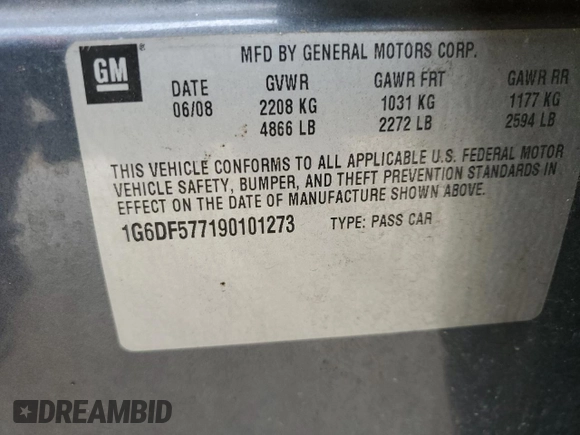 GM
MFD BY GENERAL MOTORS CORP.
DATE GVWR GAWR FRT GAWR RR
06/08 2208 KG 1031 KG 1177 KG
4866 LB 2272 LB 2594 LB
THIS VEHICLE CONFORMS TO ALL APPLICABLE U.S. FEDERAL MOTOR
VEHICLE SAFETY, BUMPER, AND THEFT PREVENTION STANDARDS IN
EFFECT ON THE DATE OF MANUFACTURE SHOWN ABOVE.
1G6DF577190101273 TYPE: PASS CAR
DREAMBID